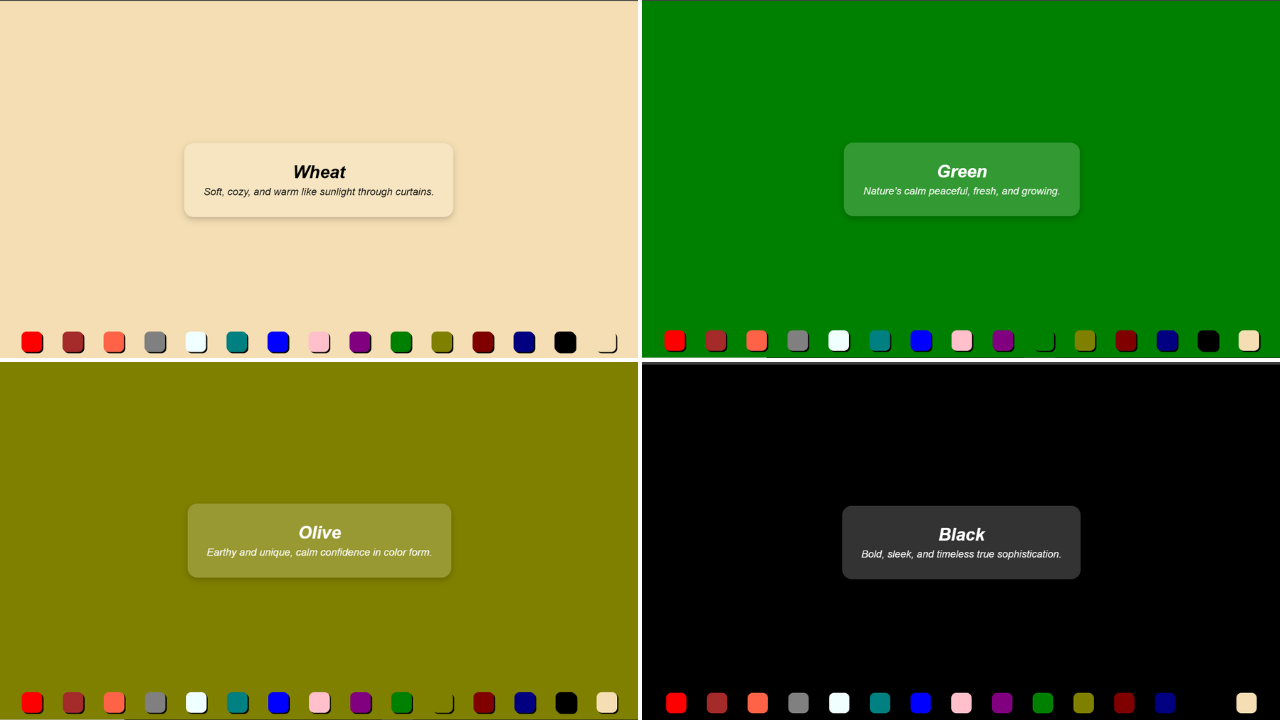 Wheat
Soft, cozy, and warm like sunlight through curtains.
Green
Nature's calm peaceful, fresh, and growing.
Olive
Earthy and unique, calm confidence in color form.
Black
Bold, sleek, and timeless true sophistication.